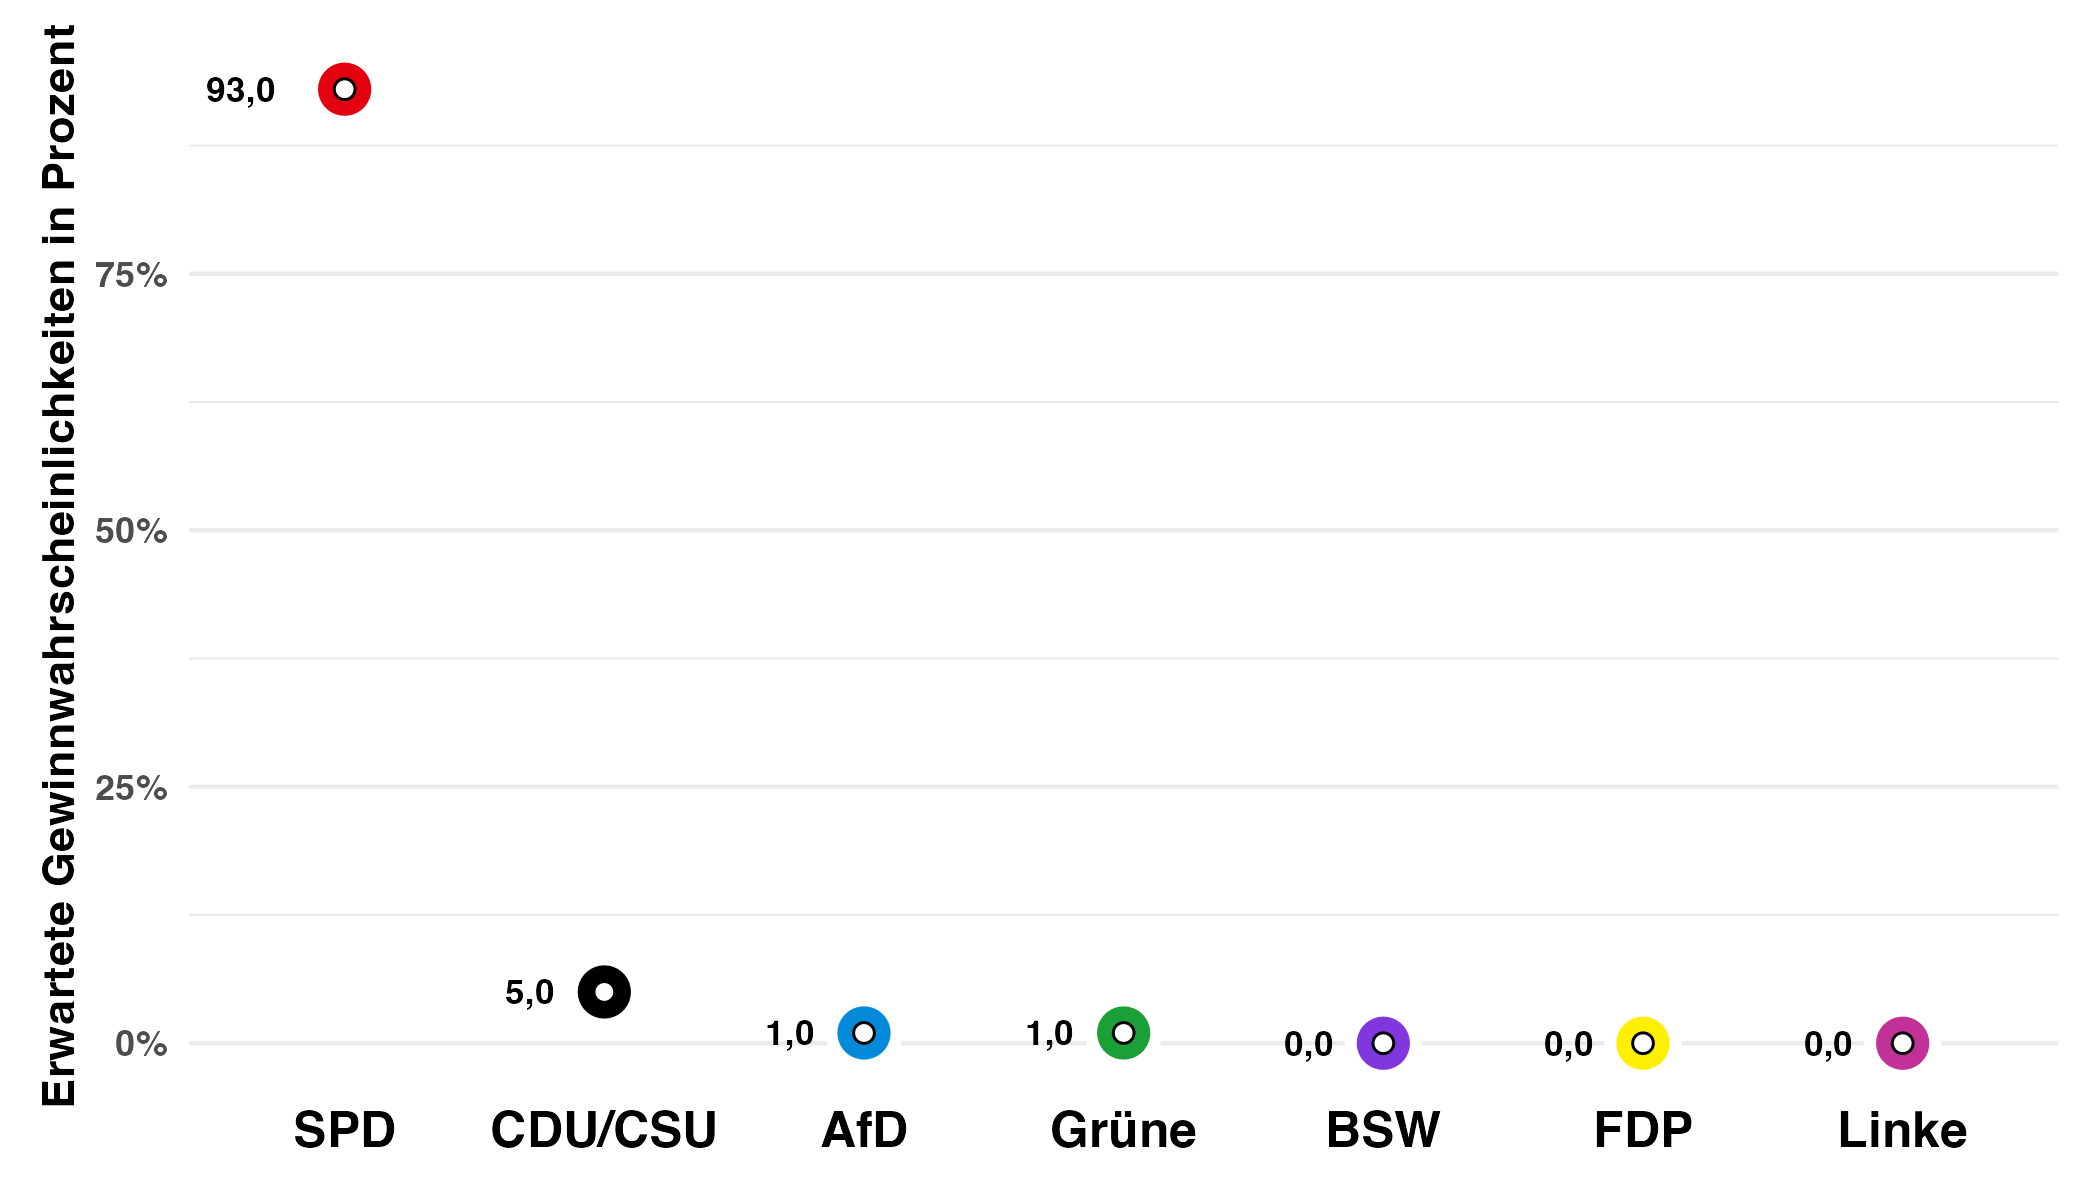 Erwartete Gewinnwahrscheinlichkeiten in Prozent
93,0
75%
50%
25%
5,0
1,0
1,0
0%
0,0
0,0
0,0
SPD
CDU/CSU
AfD
Grüne
BSW
FDP
Linke